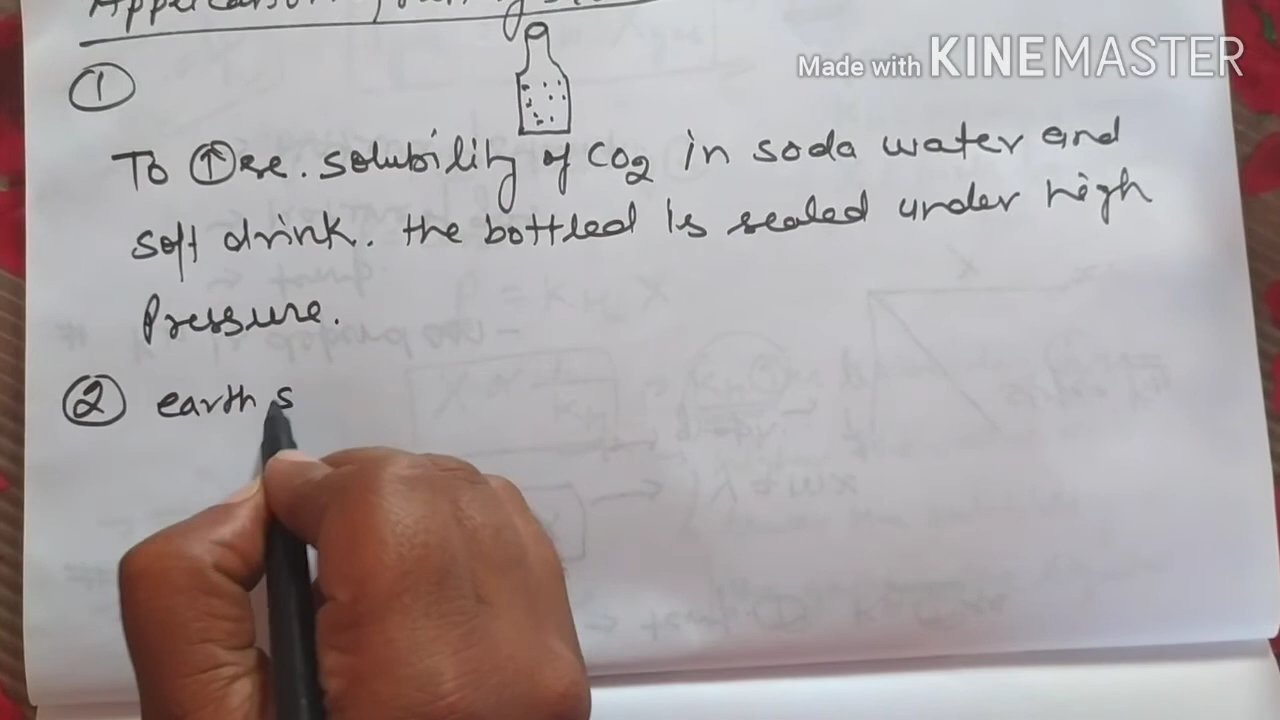 Application
Made with KINEMASTER
①
To ↑se. solubility of CO2 in soda water and
soft drink. the bottled is sealed under high
Pressure.
② earth s